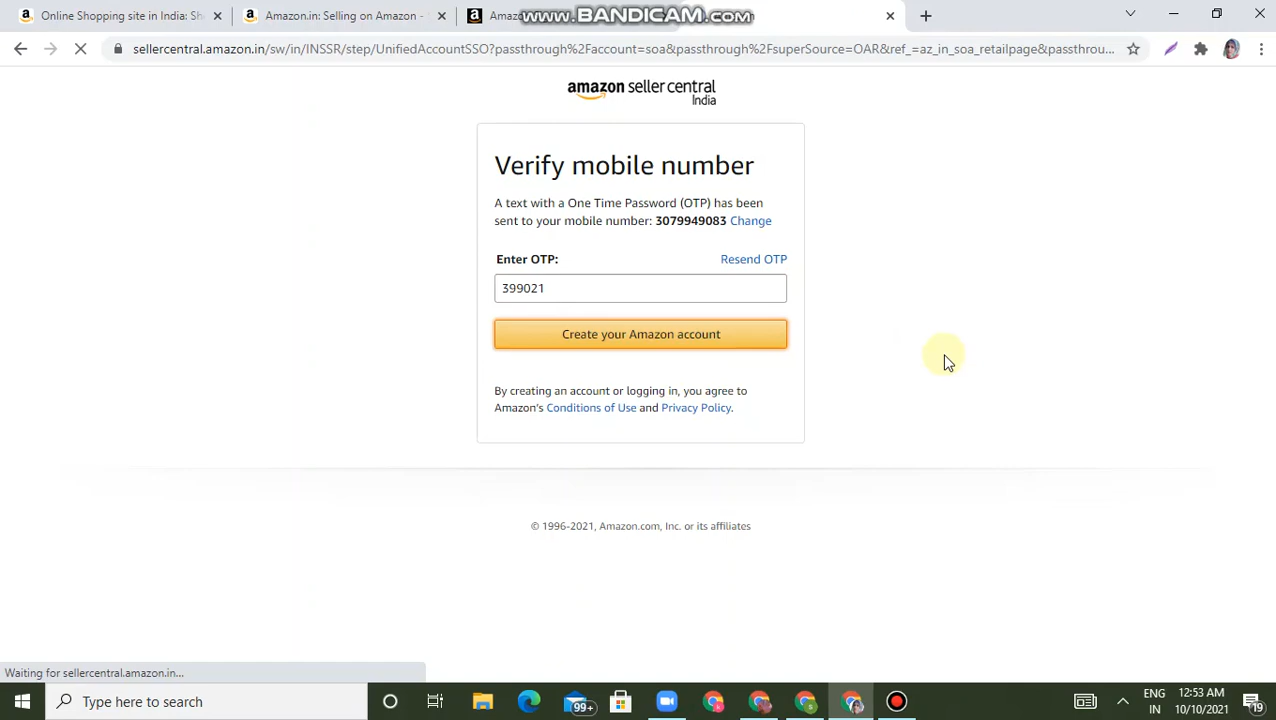 Online Shopping site in India: Sh
Amazon.in: Selling on Amazon -
Amaz
www.BANDICAM.com
sellercentral.amazon.in/sw/in/INSSR/step/UnifiedAccountSSO?passthrough%2Faccount=soa&passthrough%2FsuperSource=OAR&ref_=az_in_soa_retailpage&passthrou...
amazon seller central
India
Verify mobile number
A text with a One Time Password (OTP) has been
sent to your mobile number: 3079949083 Change
Enter OTP: Resend OTP
399021
Create your Amazon account
By creating an account or logging in, you agree to
Amazon's Conditions of Use and Privacy Policy.
© 1996-2021, Amazon.com, Inc. or its affiliates
Waiting for sellercentral.amazon.in...
Type here to search
99+
ENG
IN
12:53 AM
10/10/2021
19